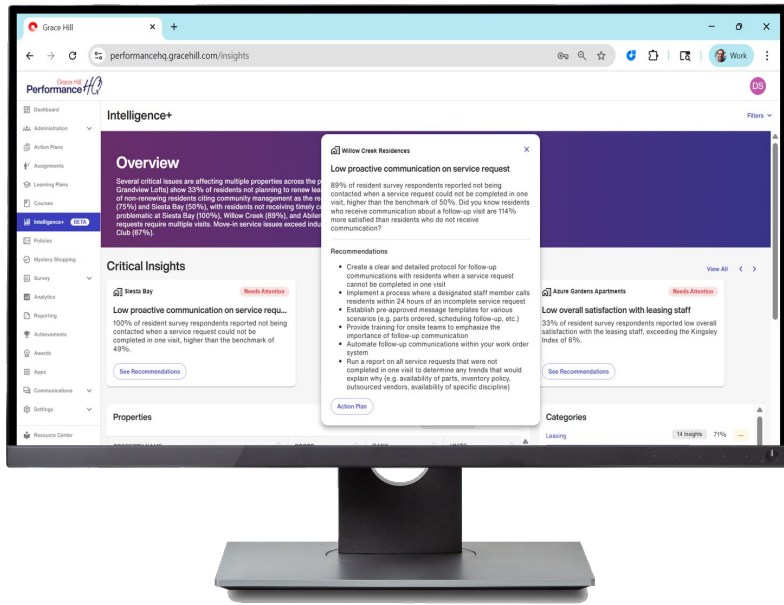 Grace Hill
performancehq.gracehill.com/insights
Work
Grace Hill
PerformanceHQ
DS
Dashboard
Administration
Action Plans
Assignments
Learning Plans
Courses
Intelligence+ BETA
Policies
Mystery Shopping
Survey
Analytics
Reporting
Achievements
Awards
Apps
Communications
Settings
Resource Center
Intelligence+
Filters
Overview
Several critical issues are affecting multiple properties across the p
Grandview Lofts) show 33% of residents not planning to renew lea
of non-renewing residents citing community management as the rea
(75%) and Siesta Bay (50%), with residents not receiving timely c
problematic at Siesta Bay (100%), Willow Creek (89%), and Abilen
requests require multiple visits. Move-in service issues exceed indu
Club (67%).
Willow Creek Residences
Low proactive communication on service request
89% of resident survey respondents reported not being
contacted when a service request could not be completed in one
visit, higher than the benchmark of 50%. Did you know residents
who receive communication about a follow-up visit are 114%
more satisfied than residents who do not receive
communication?
Recommendations
• Create a clear and detailed protocol for follow-up
communications with residents when a service request
cannot be completed in one visit
• Implement a process where a designated staff member calls
residents within 24 hours of an incomplete service request
• Establish pre-approved message templates for various
scenarios (e.g. parts ordered, scheduling follow-up, etc.)
• Provide training for onsite teams to emphasize the
importance of follow-up communication
• Automate follow-up communications within your work order
system
• Run a report on all service requests that were not
completed in one visit to determine any trends that would
explain why (e.g. availability of parts, inventory policy,
outsourced vendors, availability of specific discipline)
Action Plan
Critical Insights
View All
Siesta Bay
Needs Attention
Low proactive communication on service requ...
100% of resident survey respondents reported not being
contacted when a service request could not be
completed in one visit, higher than the benchmark of
49%.
See Recommendations
Azure Gardens Apartments
Needs Attention
Low overall satisfaction with leasing staff
33% of resident survey respondents reported low overall
satisfaction with the leasing staff, exceeding the Kingsley
Index of 6%.
See Recommendations
Properties
Categories
Leasing
14 Insights 71%